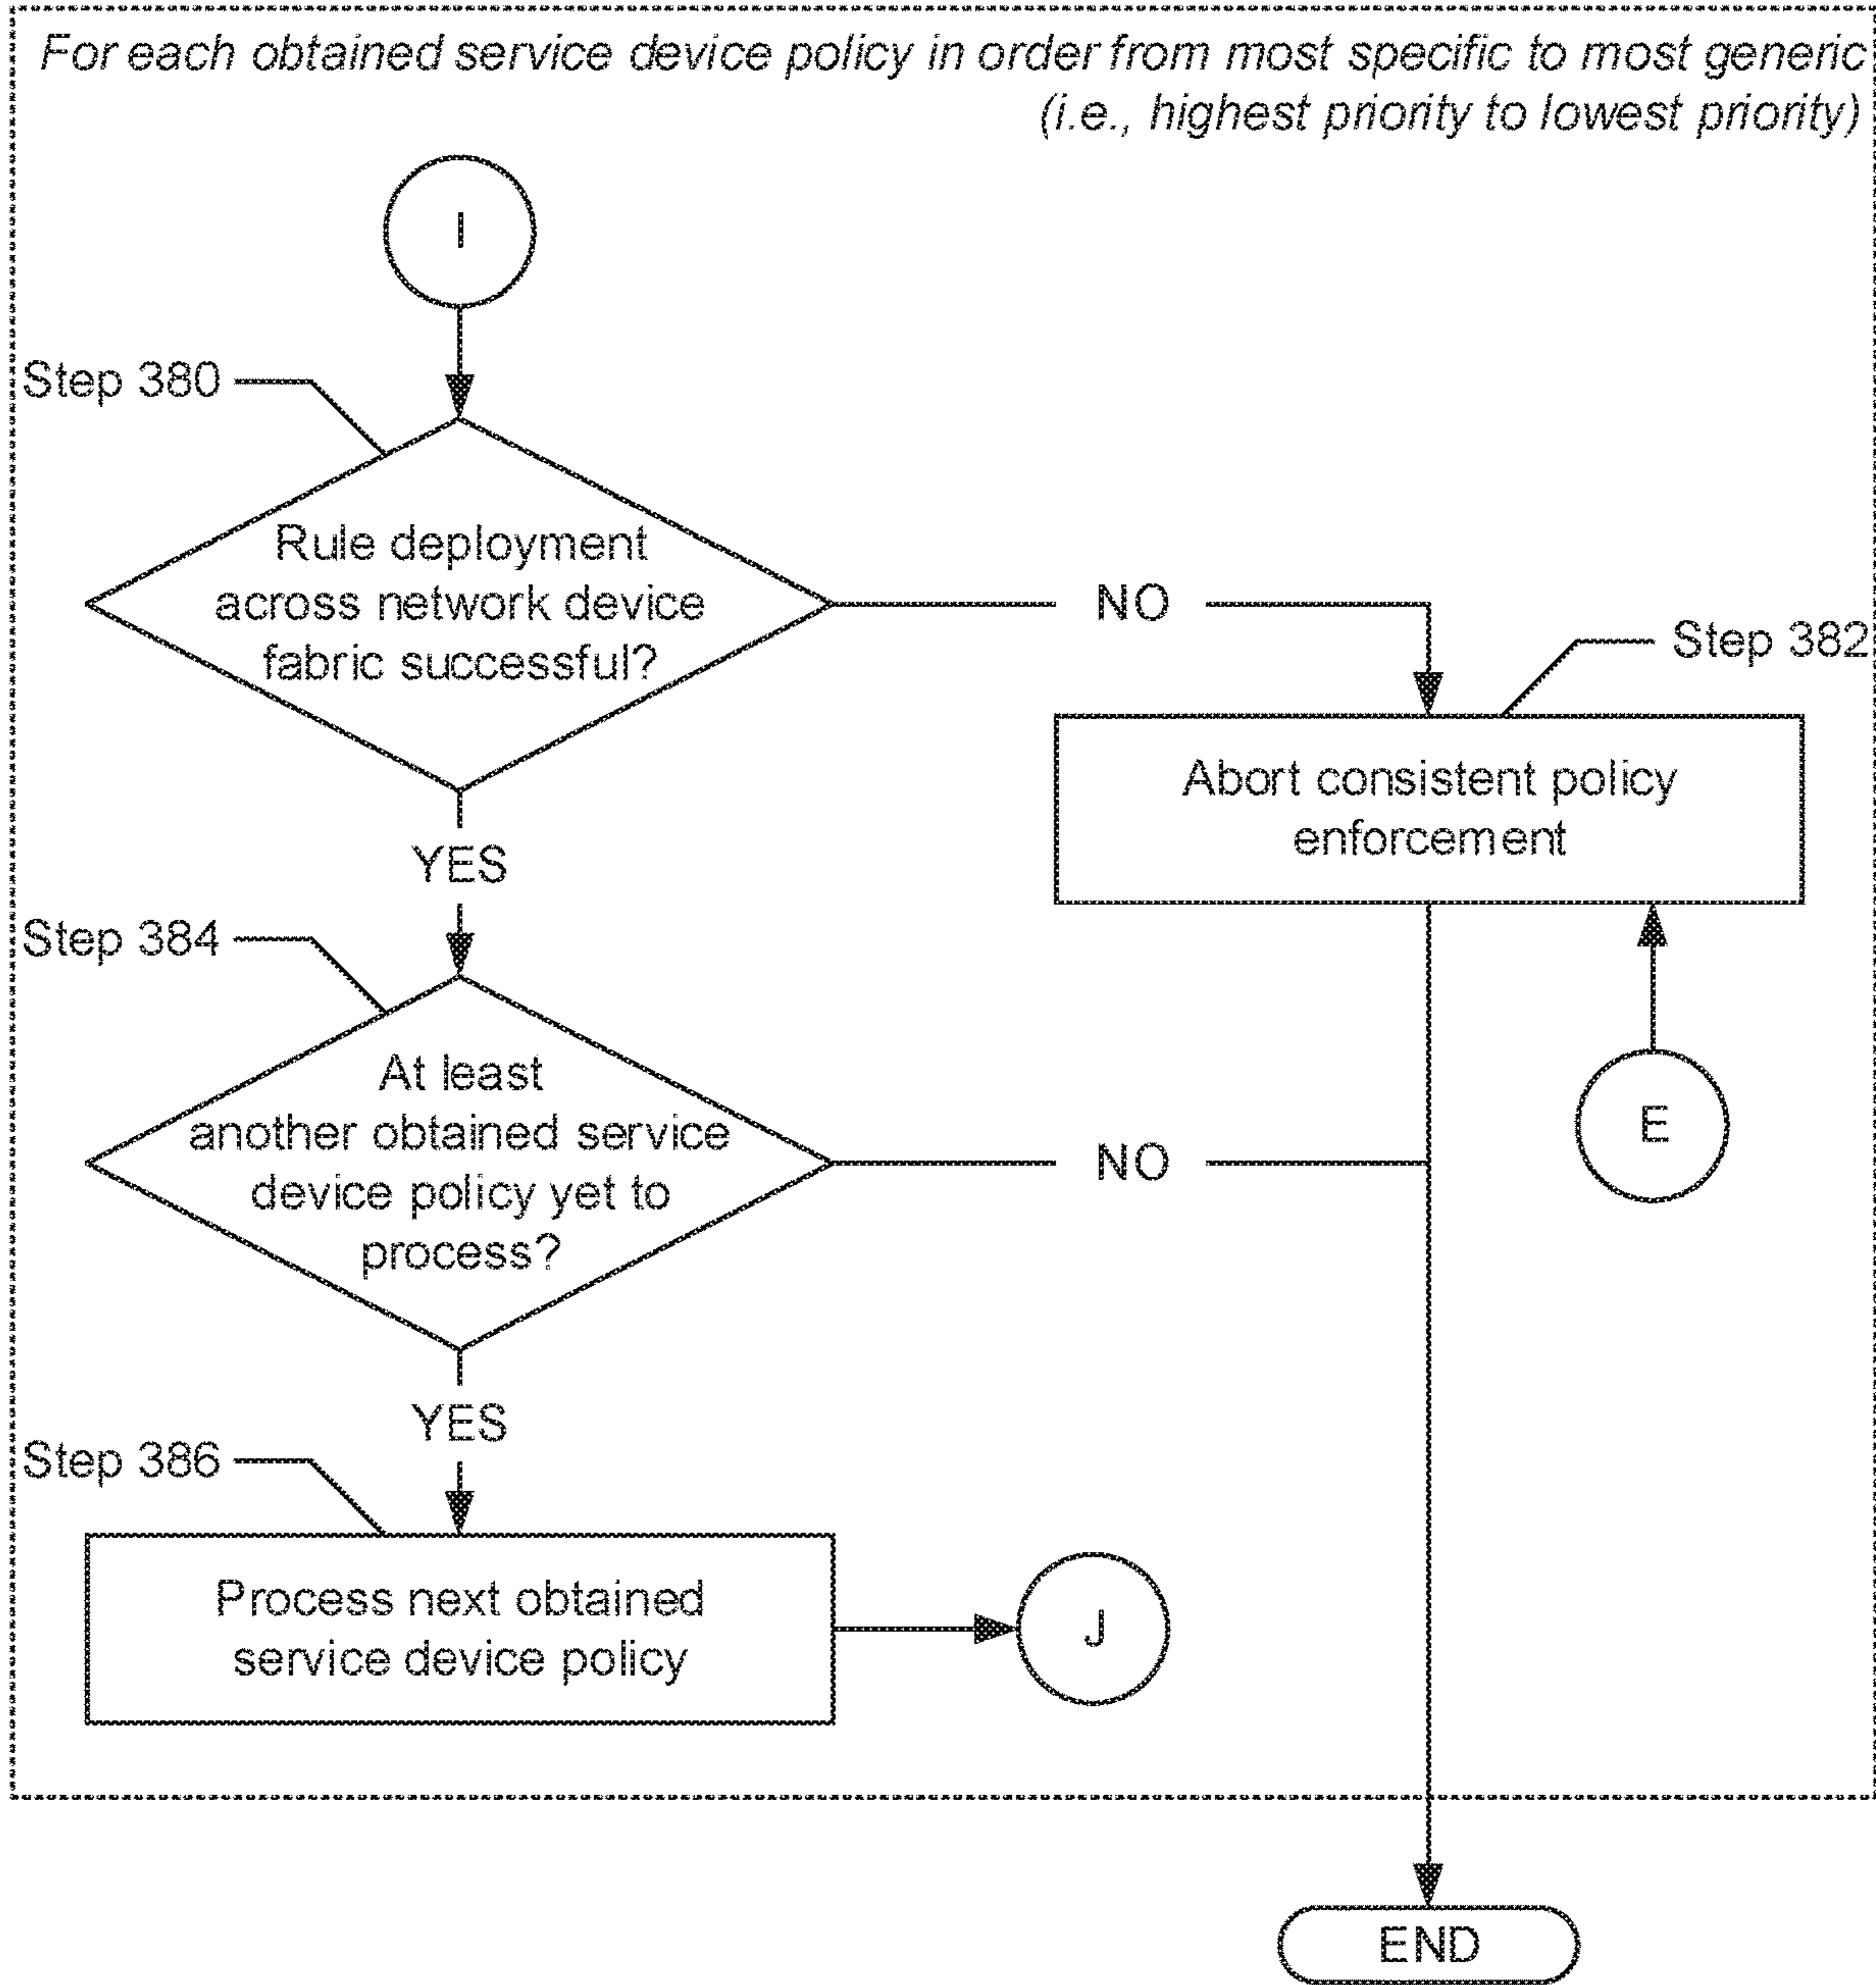 For each obtained service device policy in order from most specific to most generic
(i.e., highest priority to lowest priority)
I
Step 380
Rule deployment
across network device
fabric successful?
NO
Step 382
Abort consistent policy
enforcement
YES
Step 384
At least
another obtained service
device policy yet to
process?
NO
E
YES
Step 386
Process next obtained
service device policy
J
END